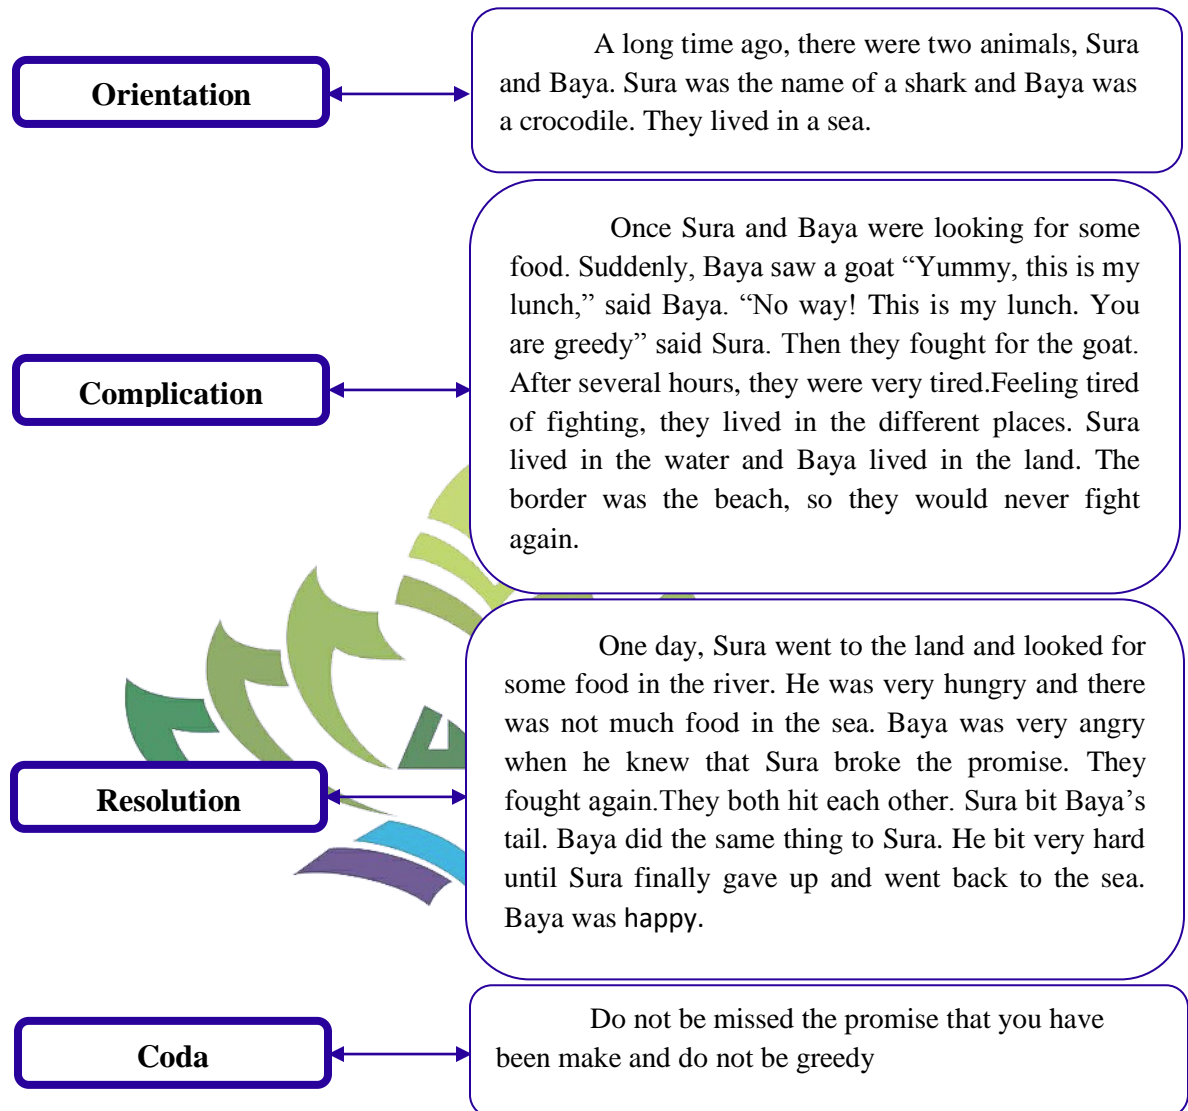 Orientation
A long time ago, there were two animals, Sura
and Baya. Sura was the name of a shark and Baya was
a crocodile. They lived in a sea.
Complication
Once Sura and Baya were looking for some
food. Suddenly, Baya saw a goat “Yummy, this is my
lunch,” said Baya. “No way! This is my lunch. You
are greedy” said Sura. Then they fought for the goat.
After several hours, they were very tired.Feeling tired
of fighting, they lived in the different places. Sura
lived in the water and Baya lived in the land. The
border was the beach, so they would never fight
again.
Resolution
One day, Sura went to the land and looked for
some food in the river. He was very hungry and there
was not much food in the sea. Baya was very angry
when he knew that Sura broke the promise. They
fought again.They both hit each other. Sura bit Baya’s
tail. Baya did the same thing to Sura. He bit very hard
until Sura finally gave up and went back to the sea.
Baya was happy.
Coda
Do not be missed the promise that you have
been make and do not be greedy